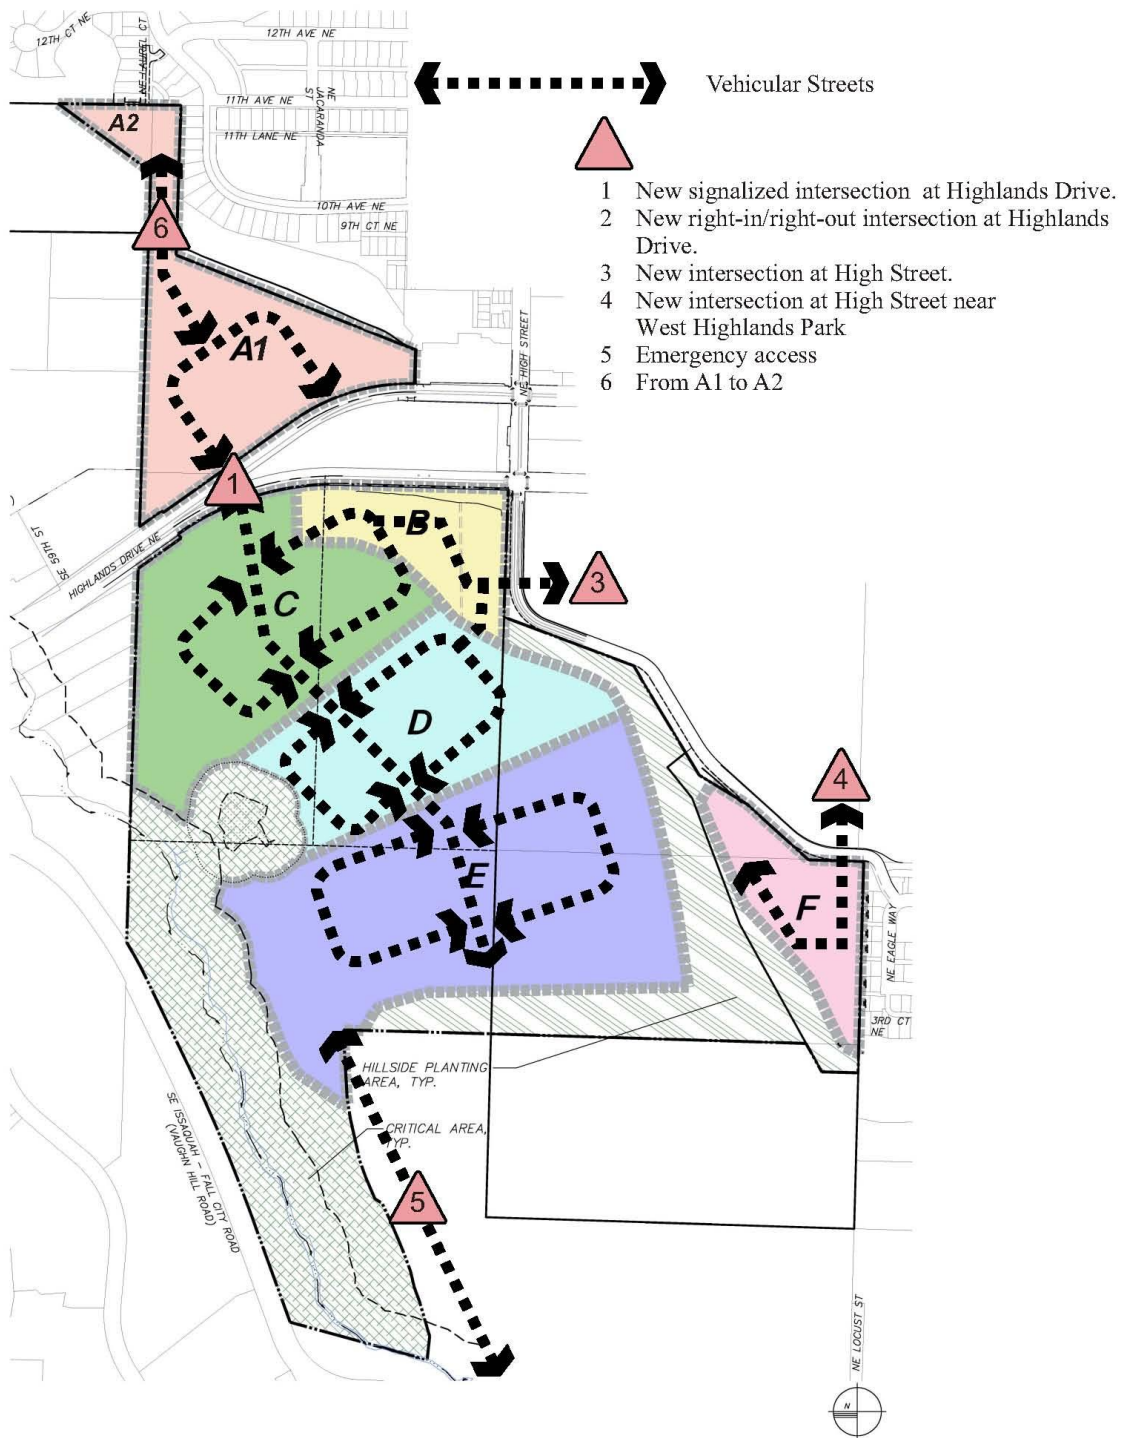 12TH CT NE
12TH AVE NE
11TH AVE NE
NE JACARANDA ST
11TH LANE NE
10TH AVE NE
9TH CT NE
A2
6
A1
Vehicular Streets
1 New signalized intersection at Highlands Drive.
2 New right-in/right-out intersection at Highlands
Drive.
3 New intersection at High Street.
4 New intersection at High Street near
West Highlands Park
5 Emergency access
6 From A1 to A2
NE HIGH STREET
1
SE 59TH ST
HIGHLANDS DRIVE NE
B
3
C
D
4
E
F
NE EAGLE WAY
3RD CT
NE
HILLSIDE PLANTING
AREA, TYP.
CRITICAL AREA,
TYP.
SE ISSAQUAH - FALL CITY ROAD
(VAUGHN HILL ROAD)
5
NE LOCUST ST
N